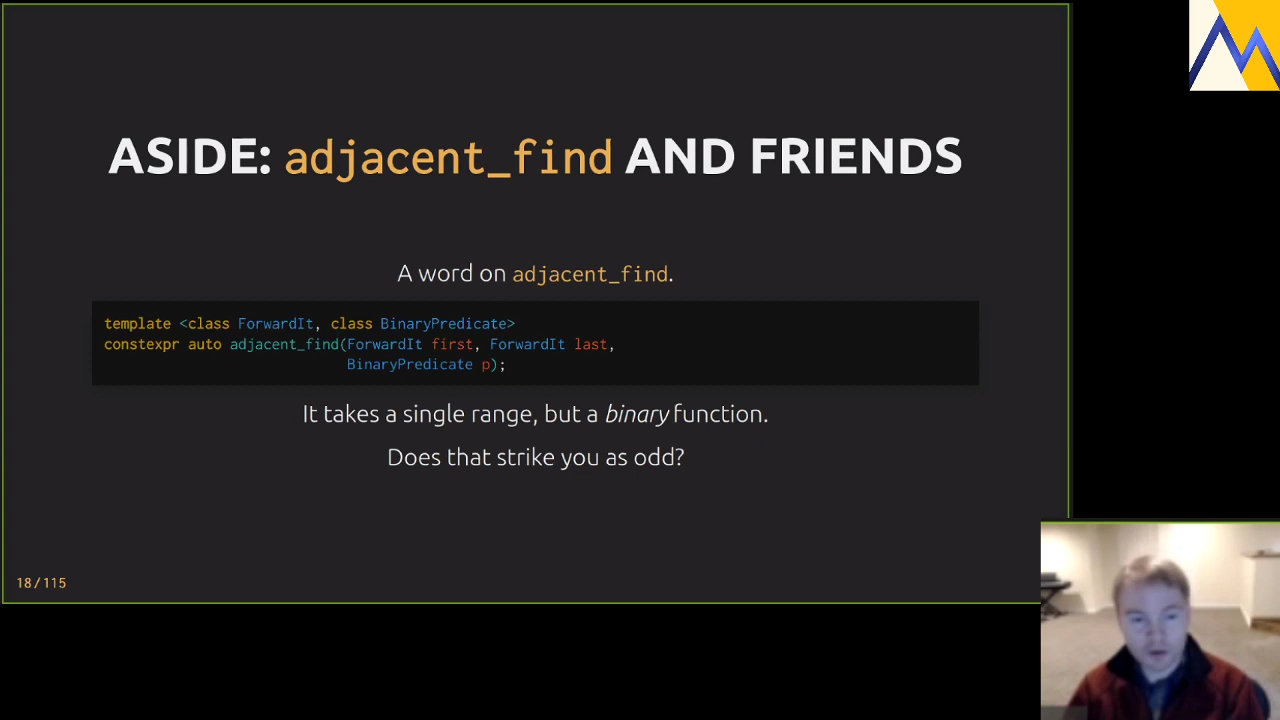 ASIDE: adjacent_find AND FRIENDS
A word on adjacent_find.
template <class ForwardIt, class BinaryPredicate>
constexpr auto adjacent_find(ForwardIt first, ForwardIt last,
BinaryPredicate p);
It takes a single range, but a binary function.
Does that strike you as odd?
18/115